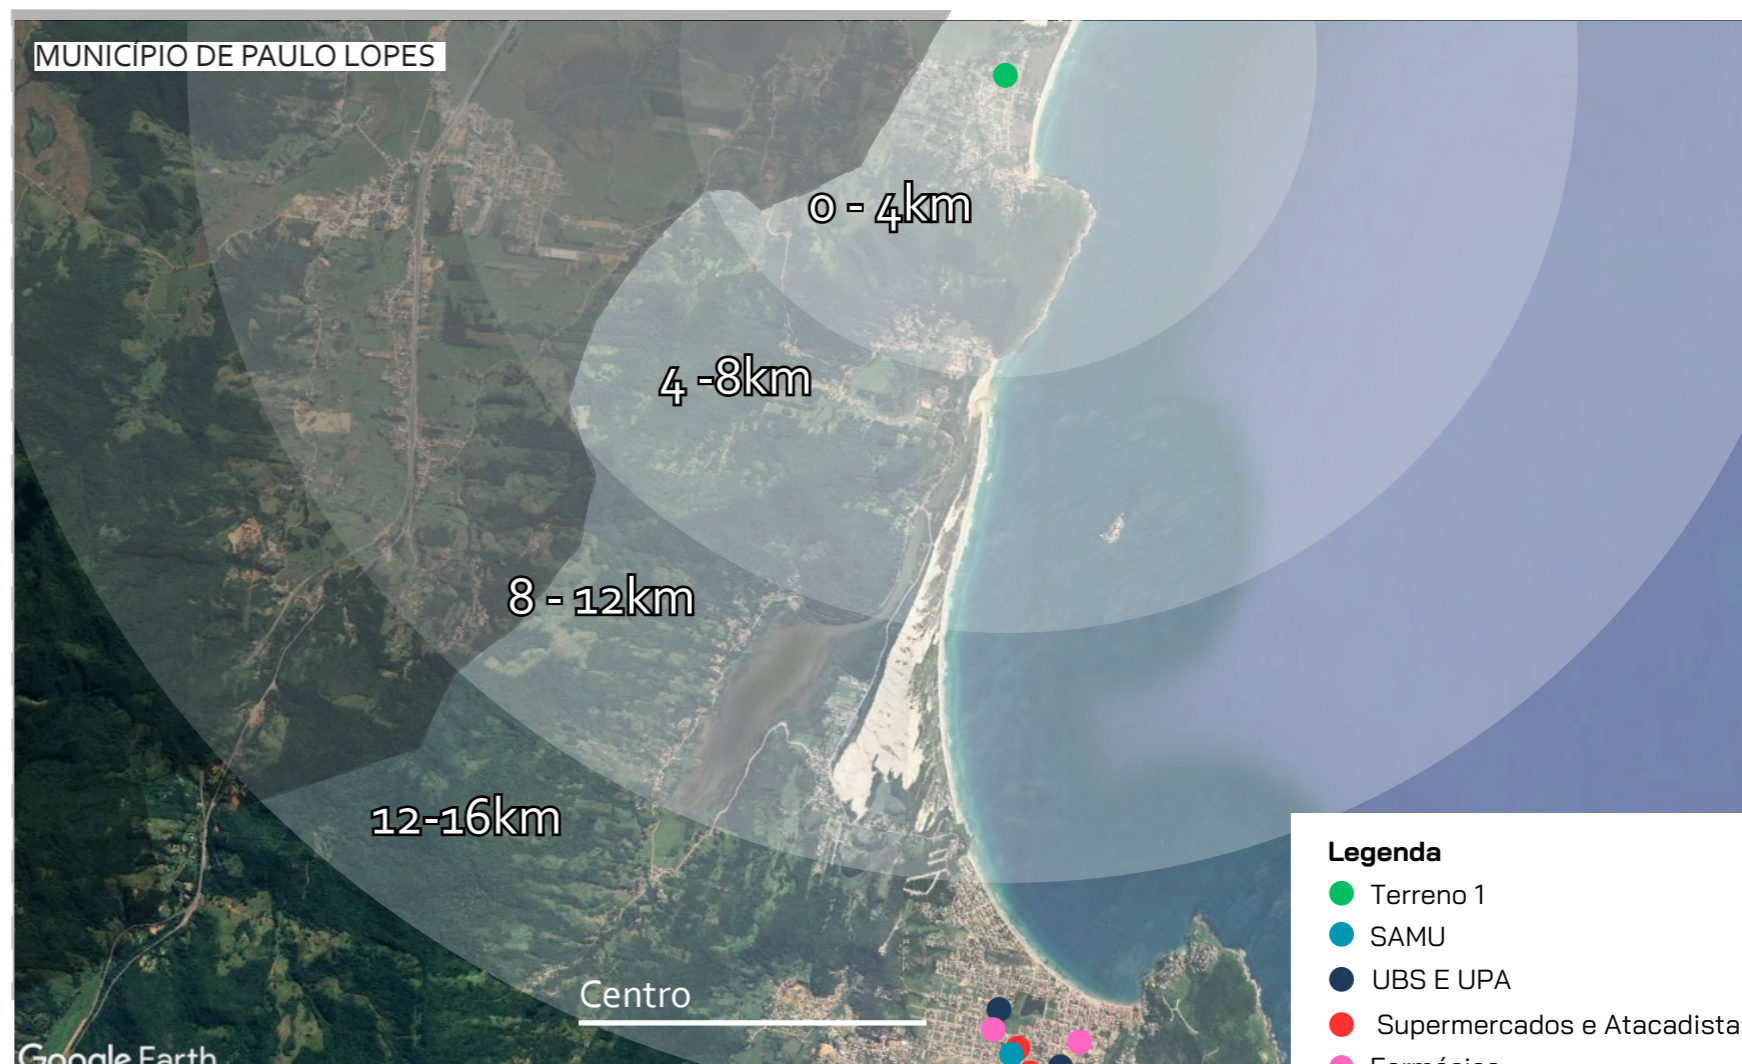 MUNICÍPIO DE PAULO LOPES
0 - 4km
4 -8km
8 - 12km
12-16km
Centro
Google Earth
Legenda
Terreno 1
SAMU
UBS E UPA
Supermercados e Atacadista
Farmácias